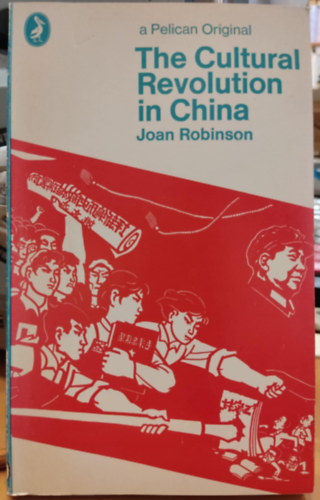 a Pelican Original
The Cultural
Revolution
in China
Joan Robinson